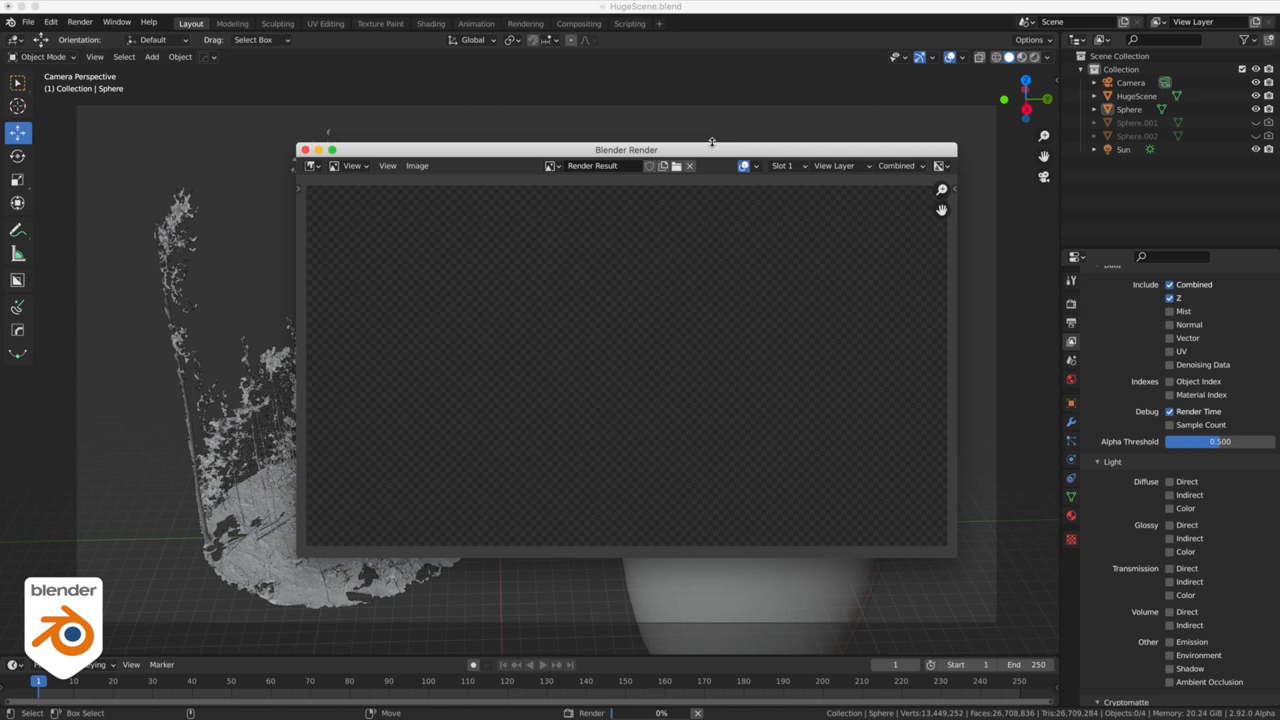 HugeScene.blend
File Edit Render Window Help Layout Modeling Sculpting UV Editing Texture Paint Shading Animation Rendering Compositing Scripting + Scene View Layer
Orientation: Default Drag: Select Box Global Options
Object Mode View Select Add Object
Camera Perspective
(1) Collection | Sphere
Scene Collection
Collection
Camera
HugeScene
Sphere
Sphere.001
Sphere.002
Sun
Blender Render
View View Image Render Result Slot 1 View Layer Combined
Include Combined
Z
Mist
Normal
Vector
UV
Denoising Data
Indexes Object Index
Material Index
Debug Render Time
Sample Count
Alpha Threshold 0.500
Light
Diffuse Direct
Indirect
Color
Glossy Direct
Indirect
Color
Transmission Direct
Indirect
Color
Volume Direct
Indirect
Other Emission
Environment
Shadow
Ambient Occlusion
Cryptomatte
blender
View Marker 1 Start 1 End 250
1 10 20 30 40 50 60 70 80 90 100 110 120 130 140 150 160 170 180 190 200 210 220 230 240 250
Select Box Select Move Render 0% Collection | Sphere | Verts:13,449,252 | Faces:26,708,836 | Tris:26,709,284 | Objects:0/4 | Memory: 20.24 GiB | 2.92.0 Alpha